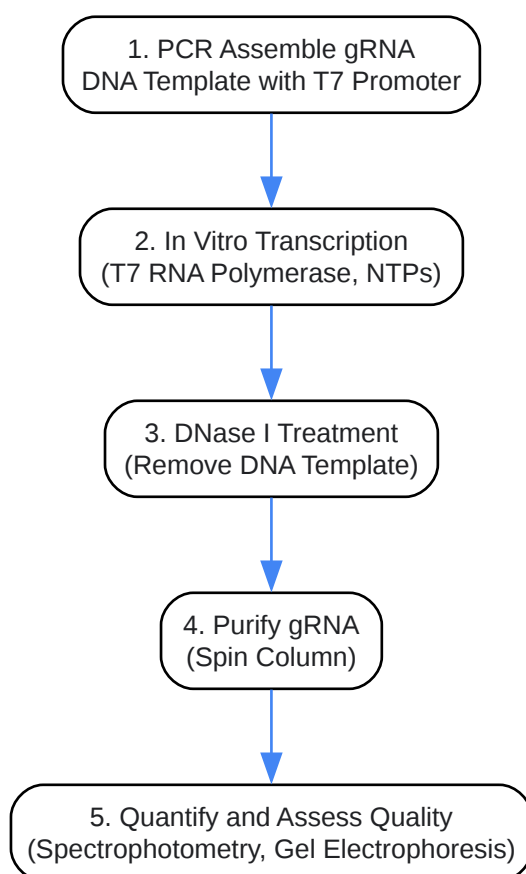 1. PCR Assemble gRNA
DNA Template with T7 Promoter
2. In Vitro Transcription
(T7 RNA Polymerase, NTPs)
3. DNase I Treatment
(Remove DNA Template)
4. Purify gRNA
(Spin Column)
5. Quantify and Assess Quality
(Spectrophotometry, Gel Electrophoresis)